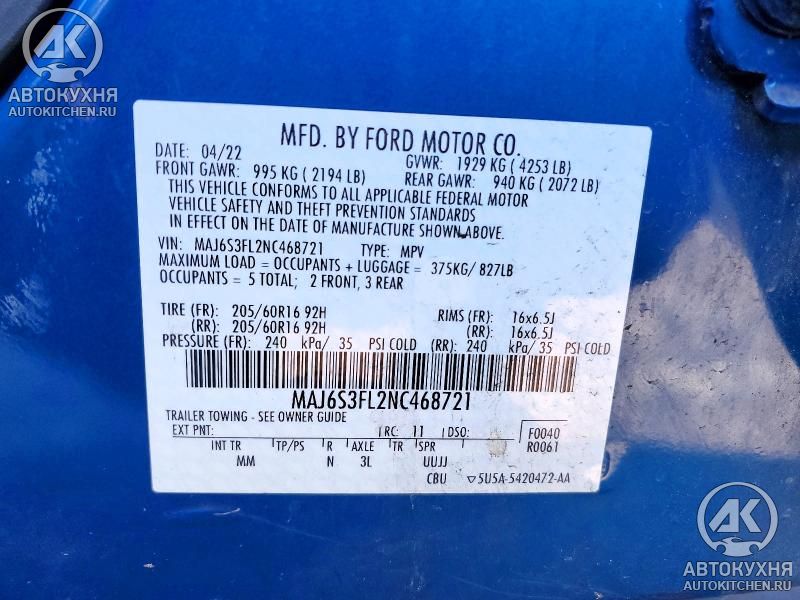 AK
АВТОКУХНЯ
AUTOKITCHEN.RU
MFD. BY FORD MOTOR CO.
DATE: 04/22 GVWR: 1929 KG ( 4253 LB)
FRONT GAWR: 995 KG ( 2194 LB) REAR GAWR: 940 KG ( 2072 LB)
THIS VEHICLE CONFORMS TO ALL APPLICABLE FEDERAL MOTOR
VEHICLE SAFETY AND THEFT PREVENTION STANDARDS
IN EFFECT ON THE DATE OF MANUFACTURE SHOWN ABOVE.
VIN: MAJ6S3FL2NC468721 TYPE: MPV
MAXIMUM LOAD = OCCUPANTS + LUGGAGE = 375KG/ 827LB
OCCUPANTS = 5 TOTAL; 2 FRONT, 3 REAR
TIRE (FR): 205/60R16 92H RIMS (FR): 16x6.5J
(RR): 205/60R16 92H (RR): 16x6.5J
PRESSURE (FR): 240 kPa/ 35 PSI COLD (RR): 240 kPa/ 35 PSI COLD
MAJ6S3FL2NC468721
TRAILER TOWING - SEE OWNER GUIDE
EXT PNT: RC: 11 DSO: F0040
R0061
INT TR TP/PS R AXLE TR SPR
MM N 3L UUJJ
CBU ▽5U5A-5420472-AA
AK
АВТОКУХНЯ
AUTOKITCHEN.RU